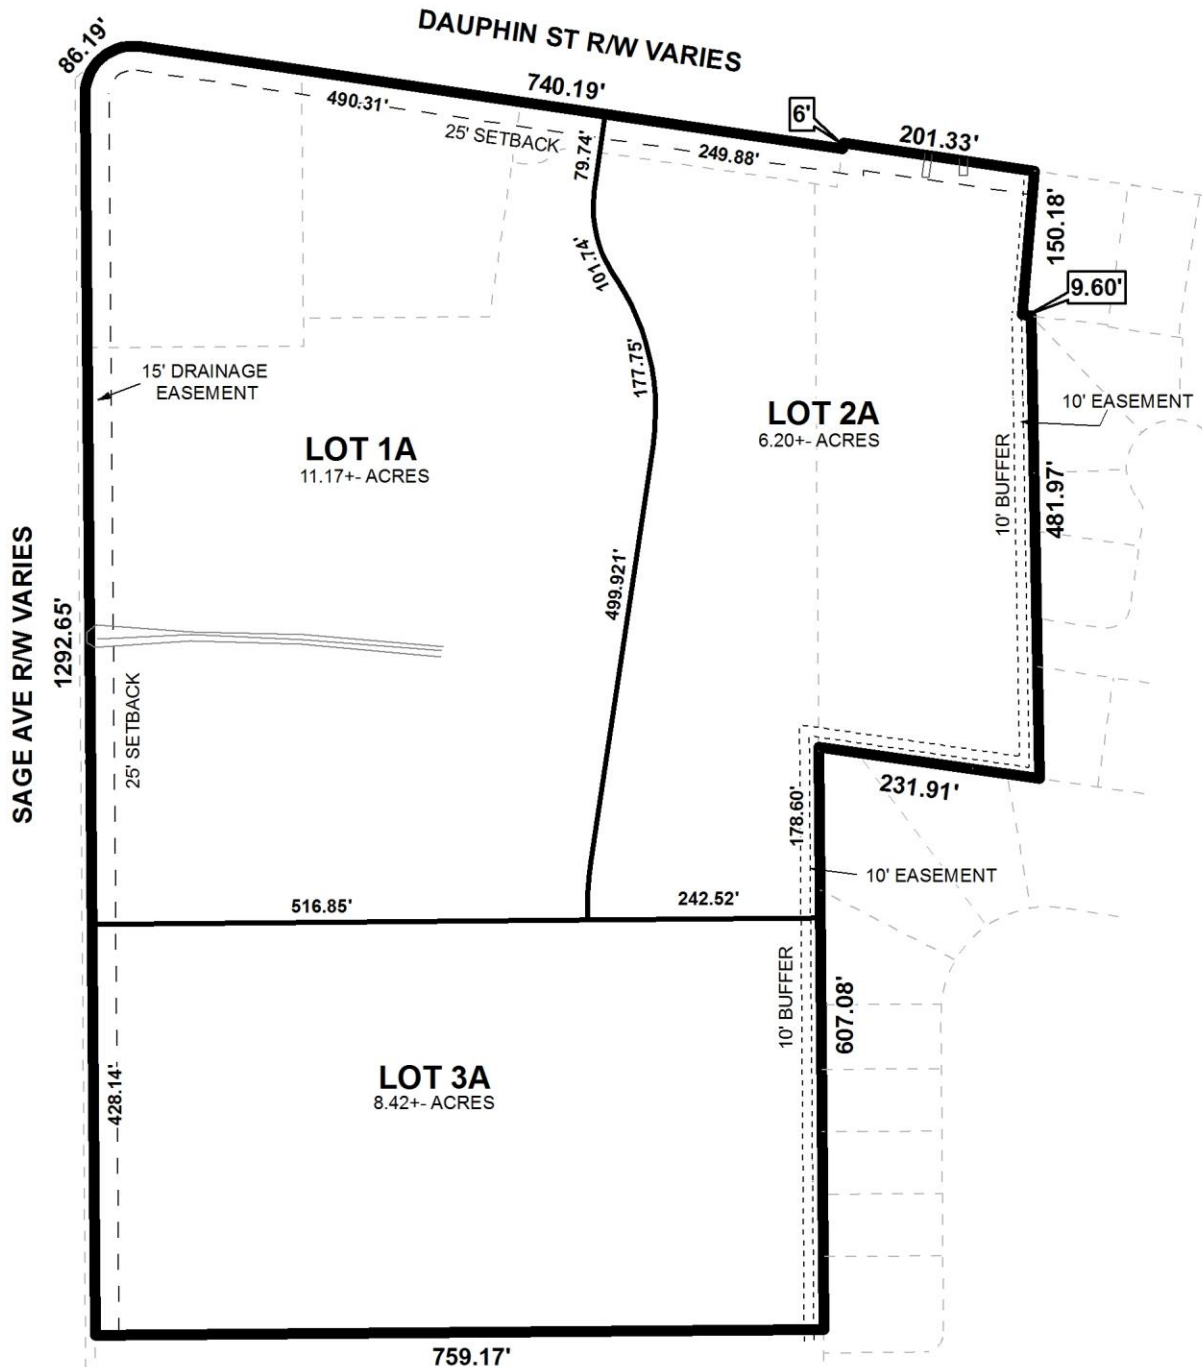 DAUPHIN ST R/W VARIES
86.19'
740.19'
490.31'
25' SETBACK
79.74'
6'
201.33'
249.88'
150.18'
101.74'
9.60'
177.75'
15' DRAINAGE
EASEMENT
LOT 1A
11.17+- ACRES
LOT 2A
6.20+- ACRES
10' EASEMENT
10' BUFFER
481.97'
SAGE AVE R/W VARIES
1292.65'
499.921'
25' SETBACK
178.60'
231.91'
10' EASEMENT
516.85'
242.52'
10' BUFFER
607.08'
LOT 3A
8.42+- ACRES
428.14'
759.17'